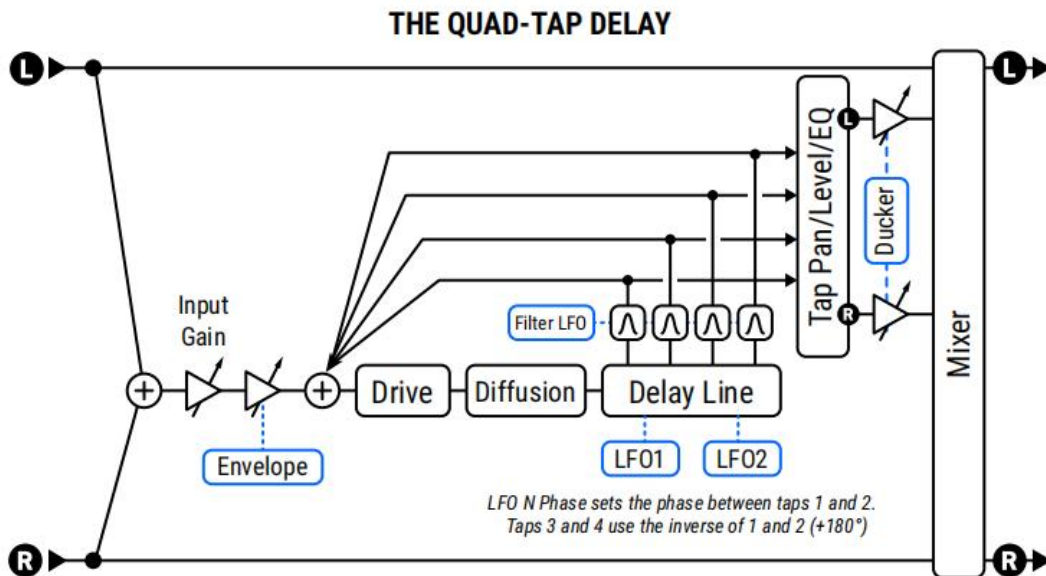 THE QUAD-TAP DELAY
L
L
Tap Pan/Level/EQ
L
Ducker
R
Mixer
Input
Gain
Filter LFO
+
+
Drive
Diffusion
Delay Line
Envelope
LFO1
LFO2
LFO N Phase sets the phase between taps 1 and 2.
Taps 3 and 4 use the inverse of 1 and 2 (+180°)
R
R